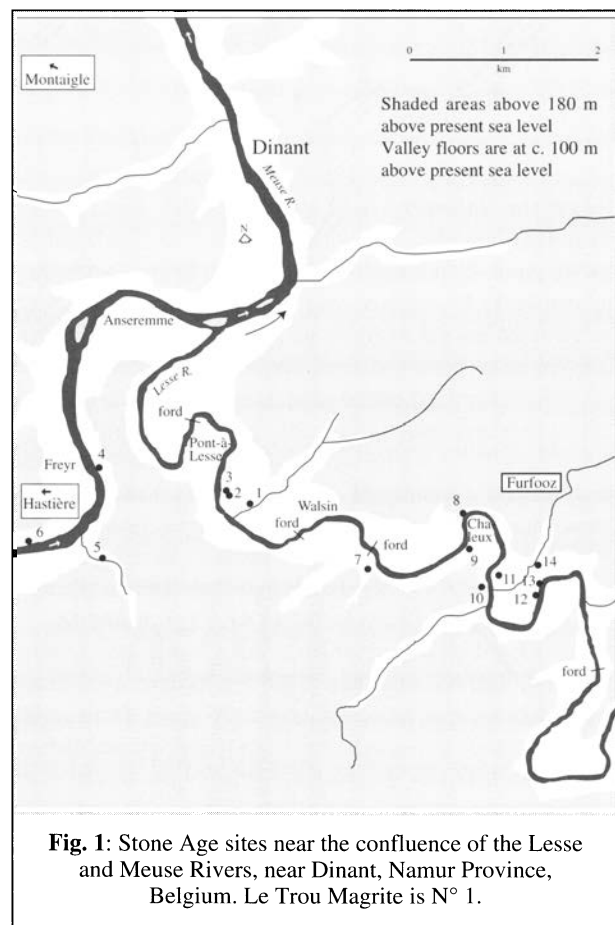 Montaigle
0 1 2
km
Shaded areas above 180 m
above present sea level
Valley floors are at c. 100 m
above present sea level
Dinant
Meuse R.
N
Anseremme
Lesse R.
ford
Pont-à-
Lesse
Freyr
4
Hastière
3
2
1
Walsin
ford
ford
8
Furfooz
Cha-
leux
6
5
7
9
14
11
13
10
12
ford
Fig. 1: Stone Age sites near the confluence of the Lesse
and Meuse Rivers, near Dinant, Namur Province,
Belgium. Le Trou Magrite is N° 1.